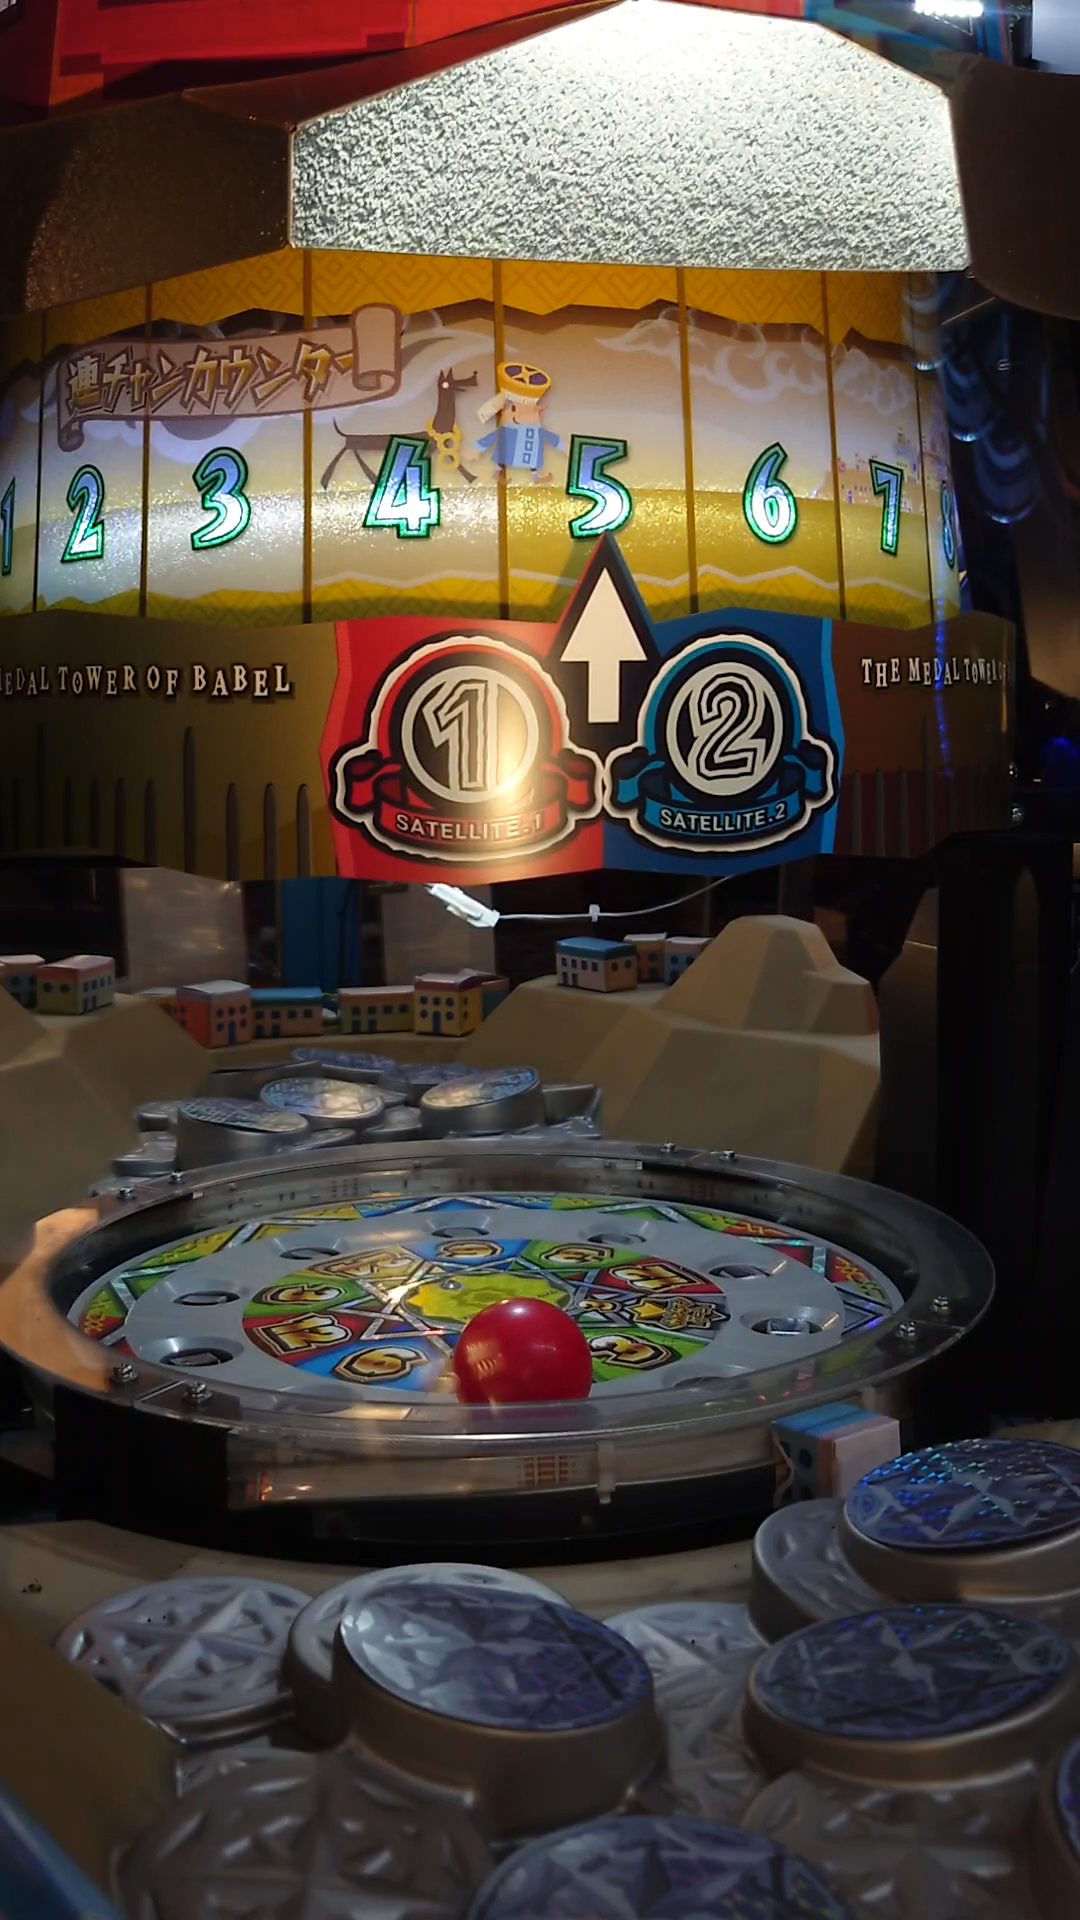 連チャンカウンター
1 2 3 4 5 6 7 8
MEDAL TOWER OF BABEL
1
SATELLITE.1
2
SATELLITE.2
THE MEDAL TOWER